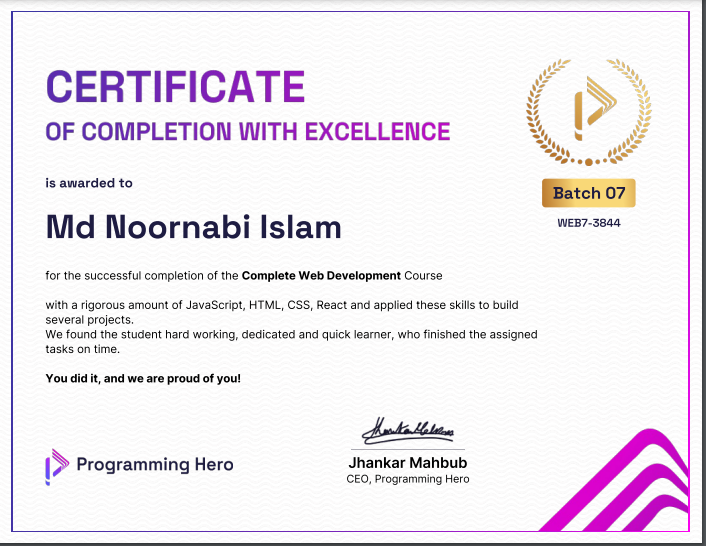 CERTIFICATE
OF COMPLETION WITH EXCELLENCE
Batch 07
WEB7-3844
is awarded to
Md Noornabi Islam
for the successful completion of the Complete Web Development Course
with a rigorous amount of JavaScript, HTML, CSS, React and applied these skills to build
several projects.
We found the student hard working, dedicated and quick learner, who finished the assigned
tasks on time.
You did it, and we are proud of you!
Programming Hero
Jhankar Mahbub
CEO, Programming Hero